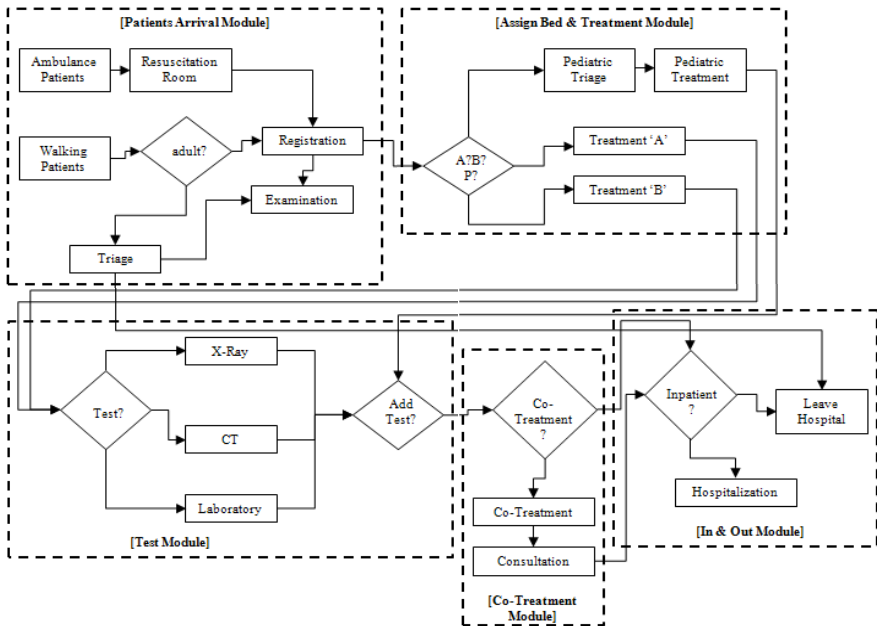 [Patients Arrival Module]
Ambulance
Patients
Resuscitation
Room
Walking
Patients
adult?
Registration
Examination
Triage
[Assign Bed & Treatment Module]
Pediatric
Triage
Pediatric
Treatment
A?B?
P?
Treatment ‘A’
Treatment ‘B’
Test?
X-Ray
CT
Laboratory
Add
Test?
[Test Module]
Co-
Treatment
?
Co-Treatment
Consultation
[Co-Treatment
Module]
Inpatient
?
Leave
Hospital
Hospitalization
[In & Out Module]